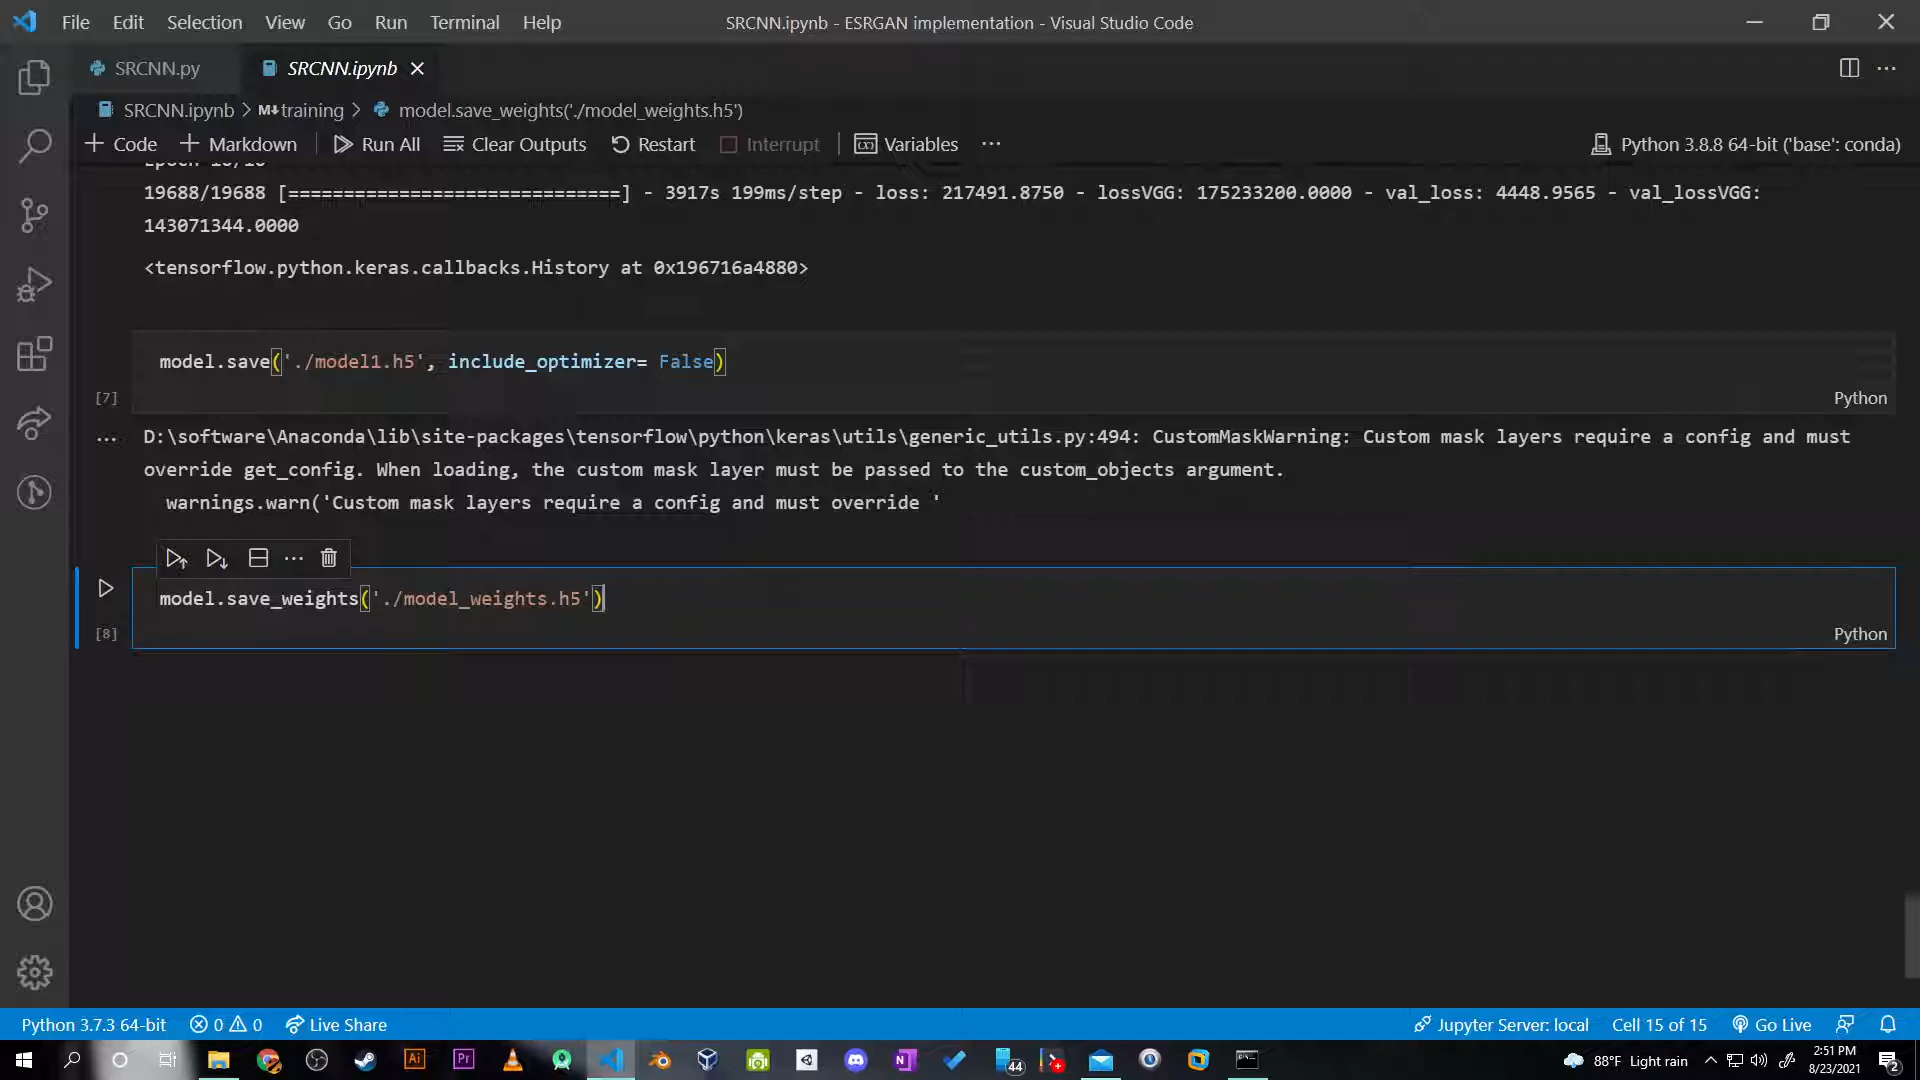 File Edit Selection View Go Run Terminal Help
SRCNN.ipynb - ESRGAN implementation - Visual Studio Code
SRCNN.py
SRCNN.ipynb
SRCNN.ipynb > M↓training > model.save_weights('./model_weights.h5')
+ Code + Markdown Run All Clear Outputs Restart Interrupt Variables ···
Python 3.8.8 64-bit ('base': conda)
19688/19688 [==============================] - 3917s 199ms/step - loss: 217491.8750 - lossVGG: 175233200.0000 - val_loss: 4448.9565 - val_lossVGG:
143071344.0000
<tensorflow.python.keras.callbacks.History at 0x196716a4880>
model.save('./model1.h5', include_optimizer= False)
[7]
Python
D:\software\Anaconda\lib\site-packages\tensorflow\python\keras\utils\generic_utils.py:494: CustomMaskWarning: Custom mask layers require a config and must
override get_config. When loading, the custom mask layer must be passed to the custom_objects argument.
warnings.warn('Custom mask layers require a config and must override '
model.save_weights('./model_weights.h5')
[8]
Python
Python 3.7.3 64-bit 0 0 Live Share
Jupyter Server: local Cell 15 of 15 Go Live
Ai Pr N 44
88°F Light rain
2:51 PM
8/23/2021
2